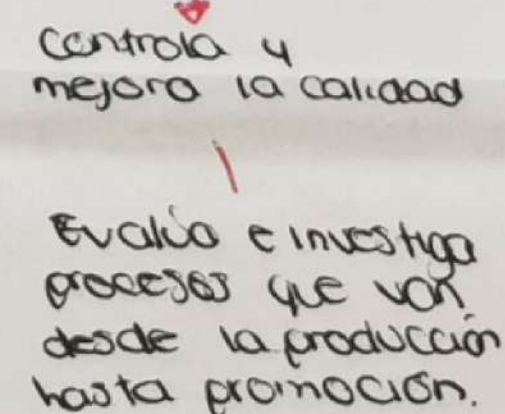 controla y
mejora la calidad
Evalúa e investiga
procesos que van
desde la producción
hasta promoción.